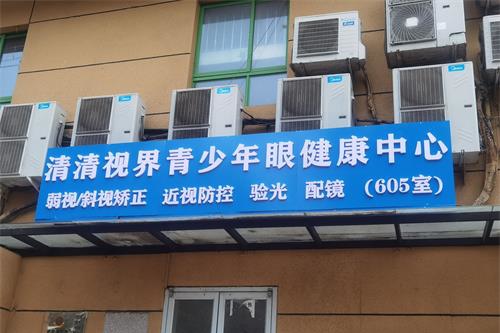 清清视界青少年眼健康中心
弱视/斜视矫正 近视防控 验光 配镜 （605室）